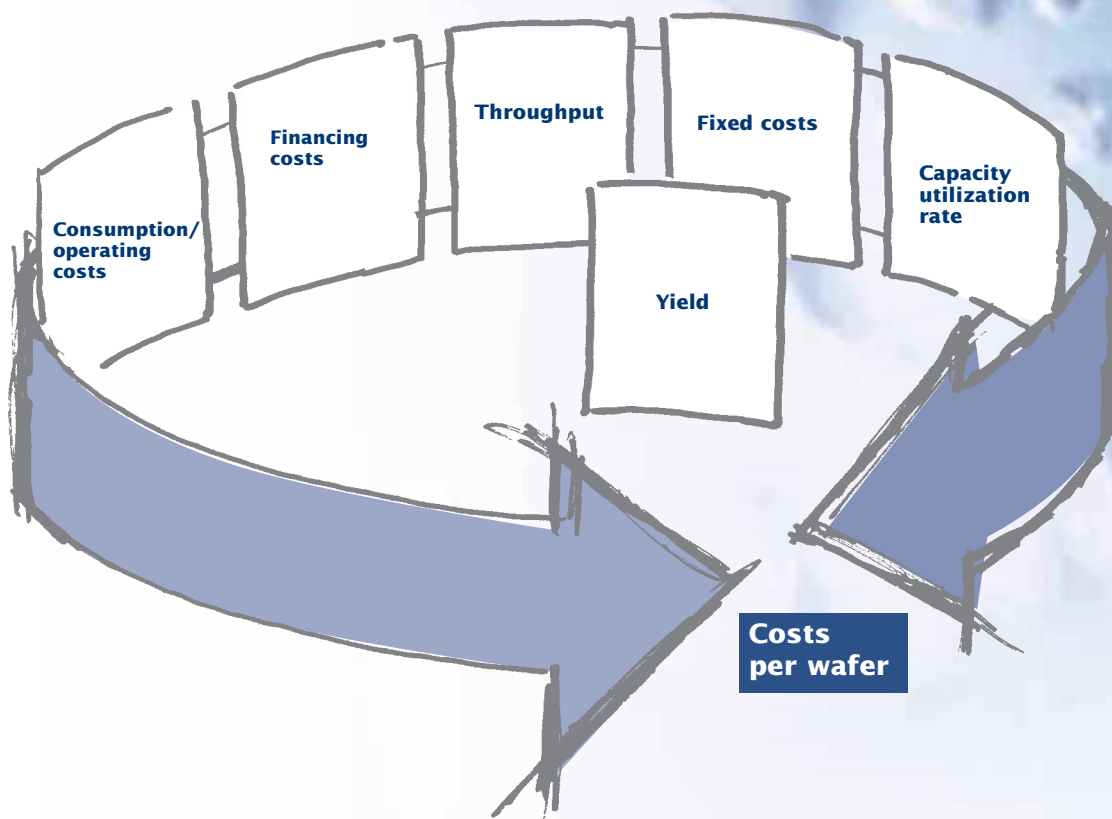 Consumption/
operating
costs
Financing
costs
Throughput
Fixed costs
Capacity
utilization
rate
Yield
Costs
per wafer